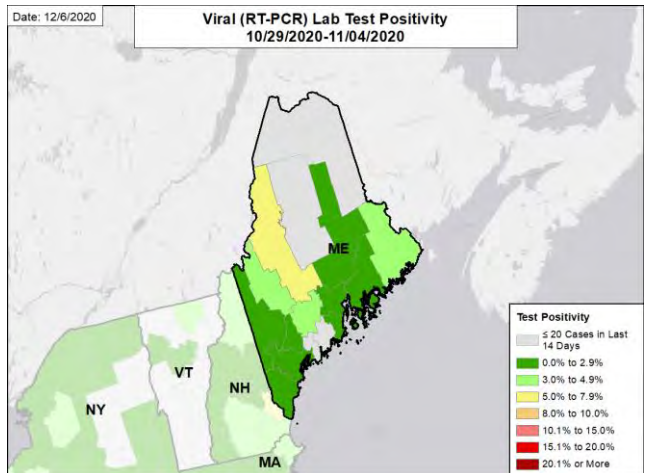 Date: 12/6/2020
Viral (RT-PCR) Lab Test Positivity
10/29/2020-11/04/2020
ME
VT
NH
NY
MA
Test Positivity
≤ 20 Cases in Last
14 Days
0.0% to 2.9%
3.0% to 4.9%
5.0% to 7.9%
8.0% to 10.0%
10.1% to 15.0%
15.1% to 20.0%
20.1% or More